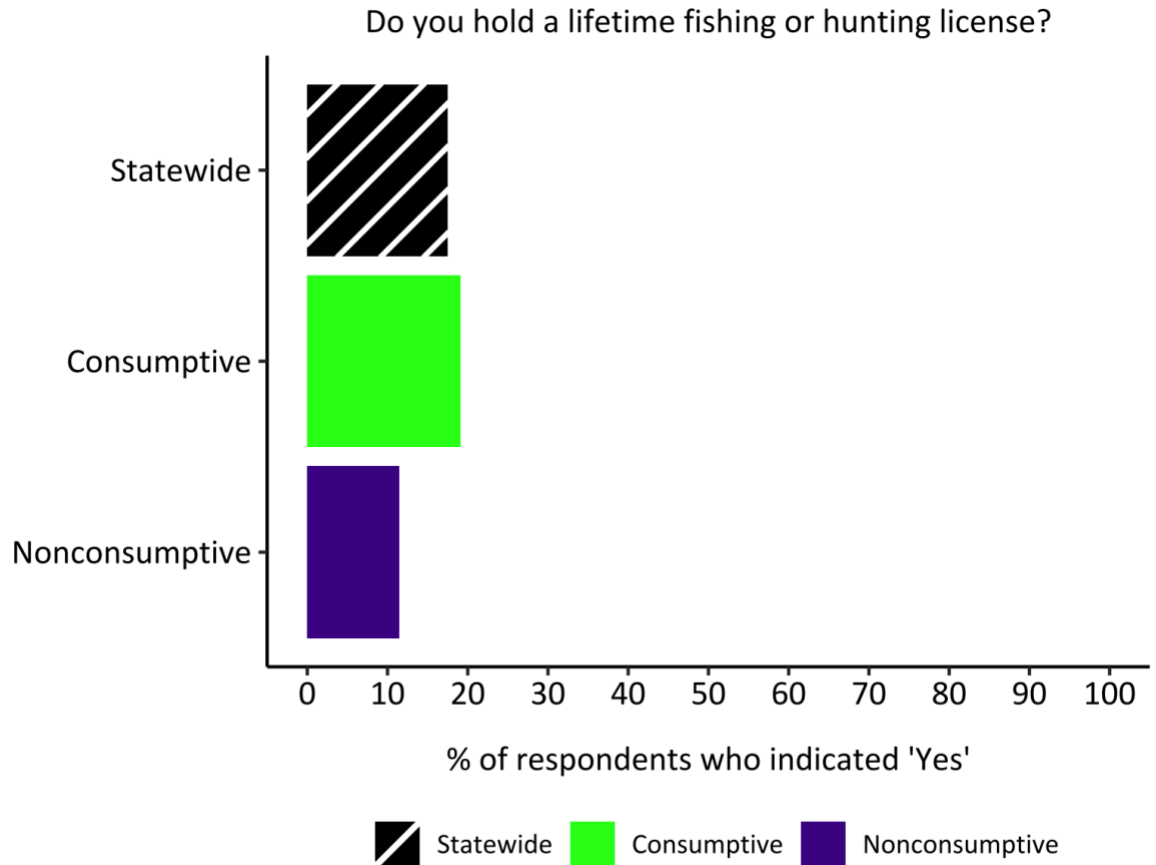 Do you hold a lifetime fishing or hunting license?
Statewide
Consumptive
Nonconsumptive
0 10 20 30 40 50 60 70 80 90 100
% of respondents who indicated 'Yes'
Statewide Consumptive Nonconsumptive